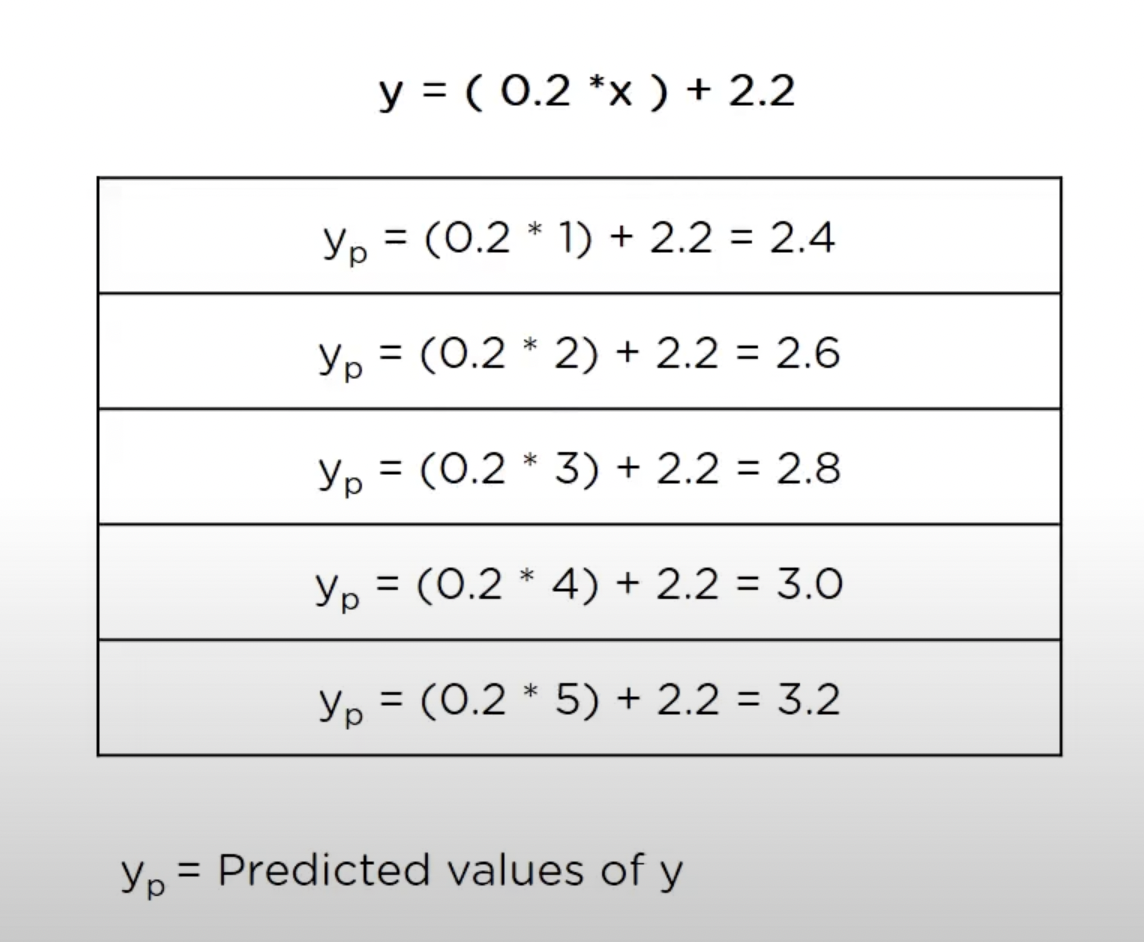 y = ( 0.2 *x ) + 2.2
yp = (0.2 * 1) + 2.2 = 2.4
yp = (0.2 * 2) + 2.2 = 2.6
yp = (0.2 * 3) + 2.2 = 2.8
yp = (0.2 * 4) + 2.2 = 3.0
yp = (0.2 * 5) + 2.2 = 3.2
yp = Predicted values of y